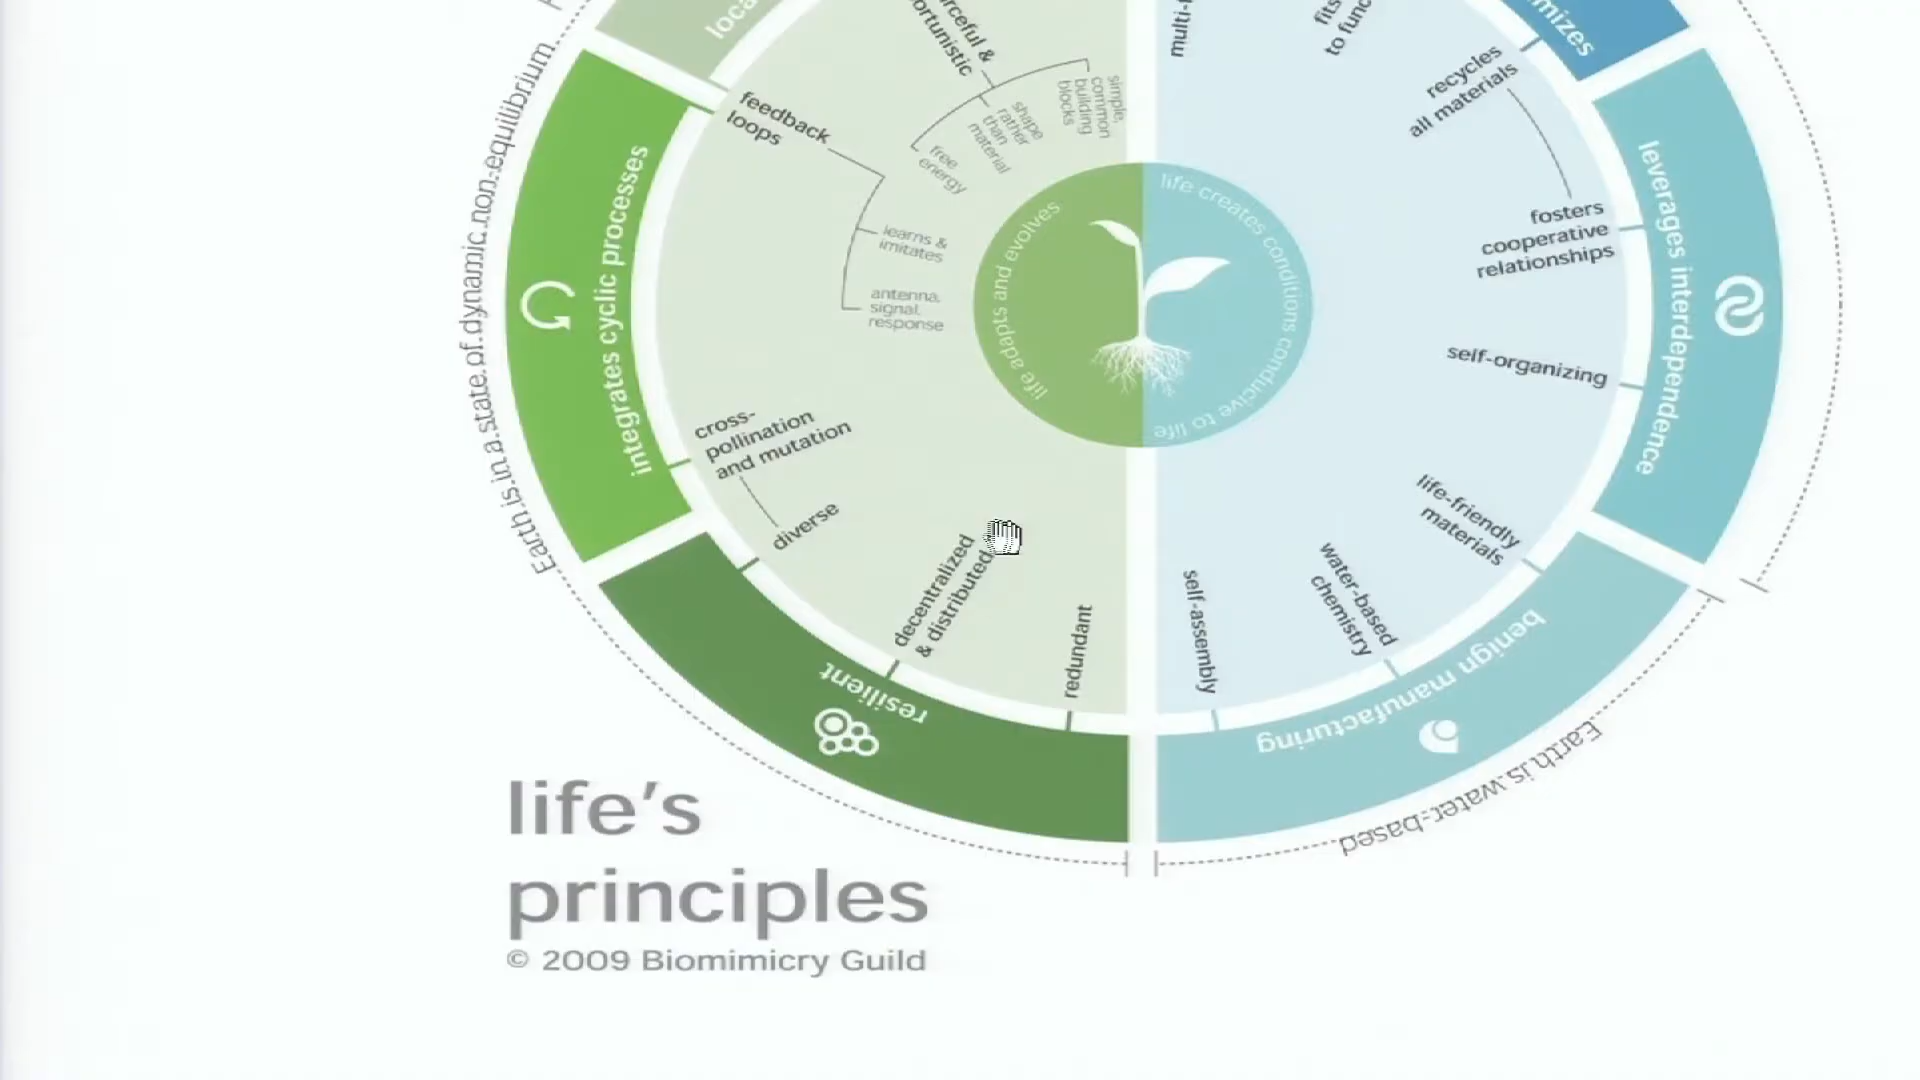 resourceful &
opportunistic
simple,
common
building
blocks
shape
rather
than
material
free
energy
feedback
loops
learns &
imitates
antenna,
signal,
response
integrates cyclic processes
Earth is in a state of dynamic non-equilibrium
cross-
pollination
and mutation
diverse
decentralized
& distributed
redundant
resilient
life adapts and evolves
life creates conditions conducive to life
to func
recycles
all materials
fosters
cooperative
relationships
self-organizing
leverages interdependence
life-friendly
materials
water-based
chemistry
self-assembly
benign manufacturing
Earth is water-based
life's
principles
© 2009 Biomimicry Guild